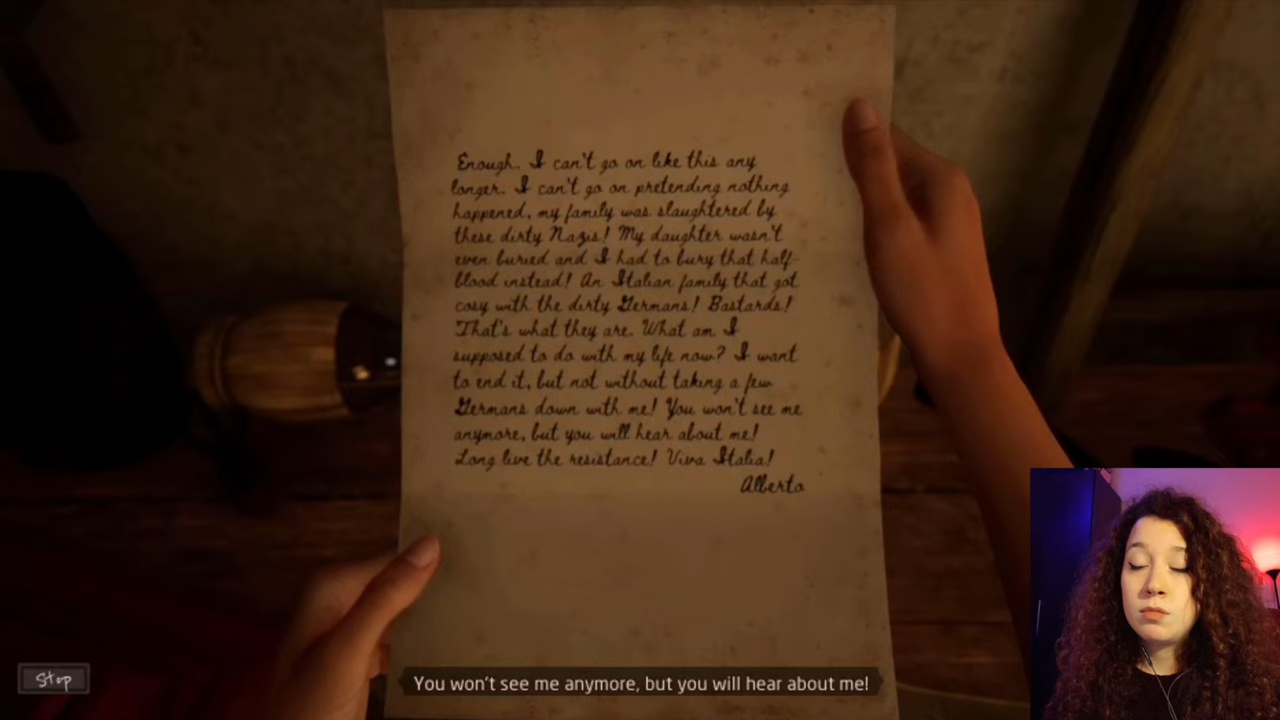 Enough. I can't go on like this any
longer. I can't go on pretending nothing
happened, my family was slaughtered by
these dirty Nazis! My daughter wasn't
even buried and I had to bury that half-
blood instead! An Italian family that got
cosy with the dirty Germans! Bastards!
That's what they are. What am I
supposed to do with my life now? I want
to end it, but not without taking a few
Germans down with me! You won't see me
anymore, but you will hear about me!
Long live the resistance! Viva Italia!
Alberto
Stop
You won't see me anymore, but you will hear about me!